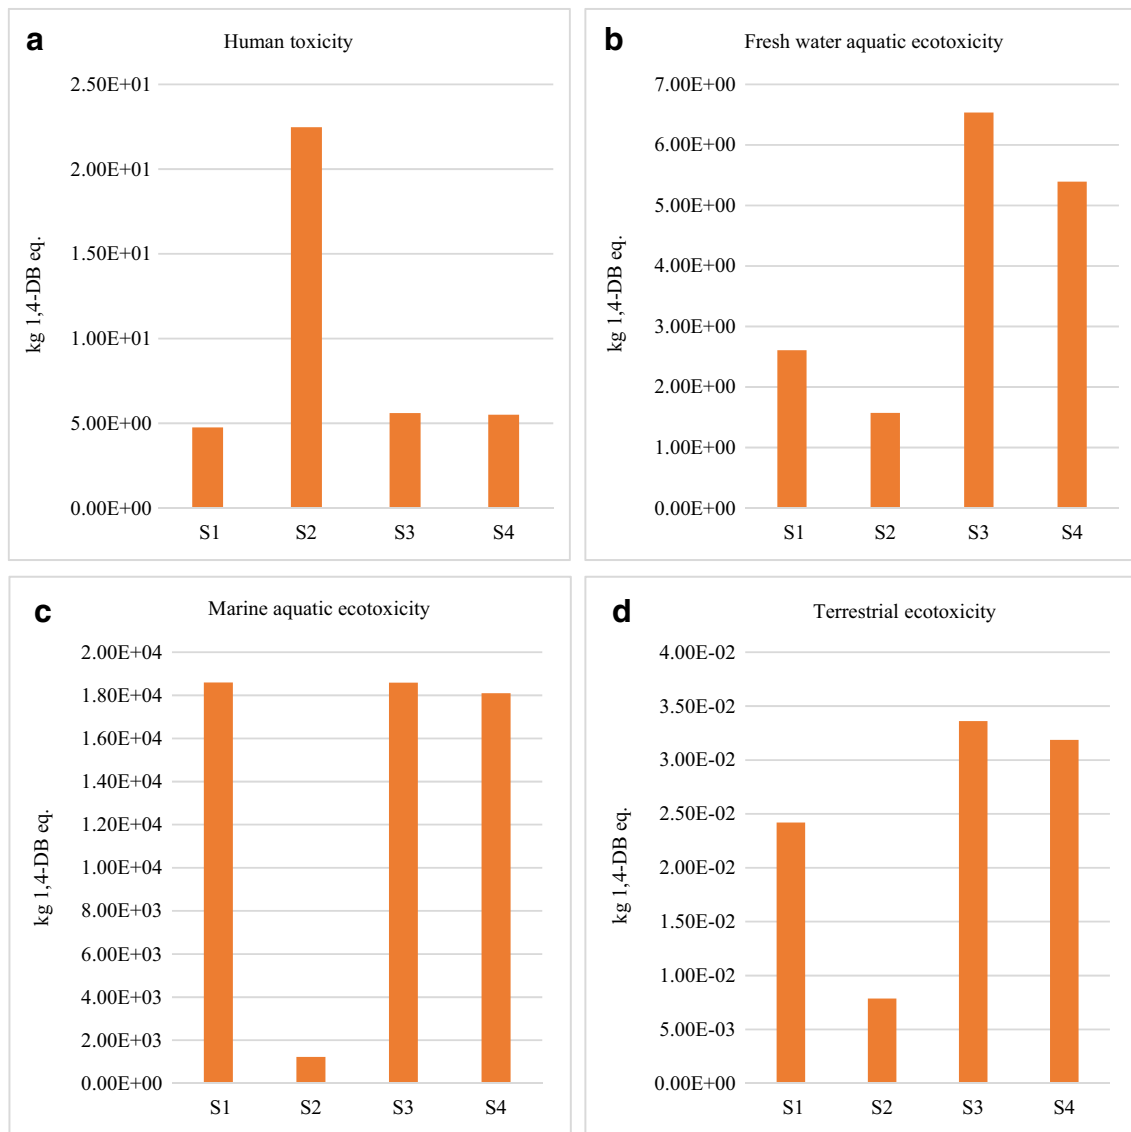 a
Human toxicity
kg 1,4-DB eq.
2.50E+01
2.00E+01
1.50E+01
1.00E+01
5.00E+00
0.00E+00
S1 S2 S3 S4
b
Fresh water aquatic ecotoxicity
kg 1,4-DB eq.
7.00E+00
6.00E+00
5.00E+00
4.00E+00
3.00E+00
2.00E+00
1.00E+00
0.00E+00
S1 S2 S3 S4
c
Marine aquatic ecotoxicity
kg 1,4-DB eq.
2.00E+04
1.80E+04
1.60E+04
1.40E+04
1.20E+04
1.00E+04
8.00E+03
6.00E+03
4.00E+03
2.00E+03
0.00E+00
S1 S2 S3 S4
d
Terrestrial ecotoxicity
kg 1,4-DB eq.
4.00E-02
3.50E-02
3.00E-02
2.50E-02
2.00E-02
1.50E-02
1.00E-02
5.00E-03
0.00E+00
S1 S2 S3 S4